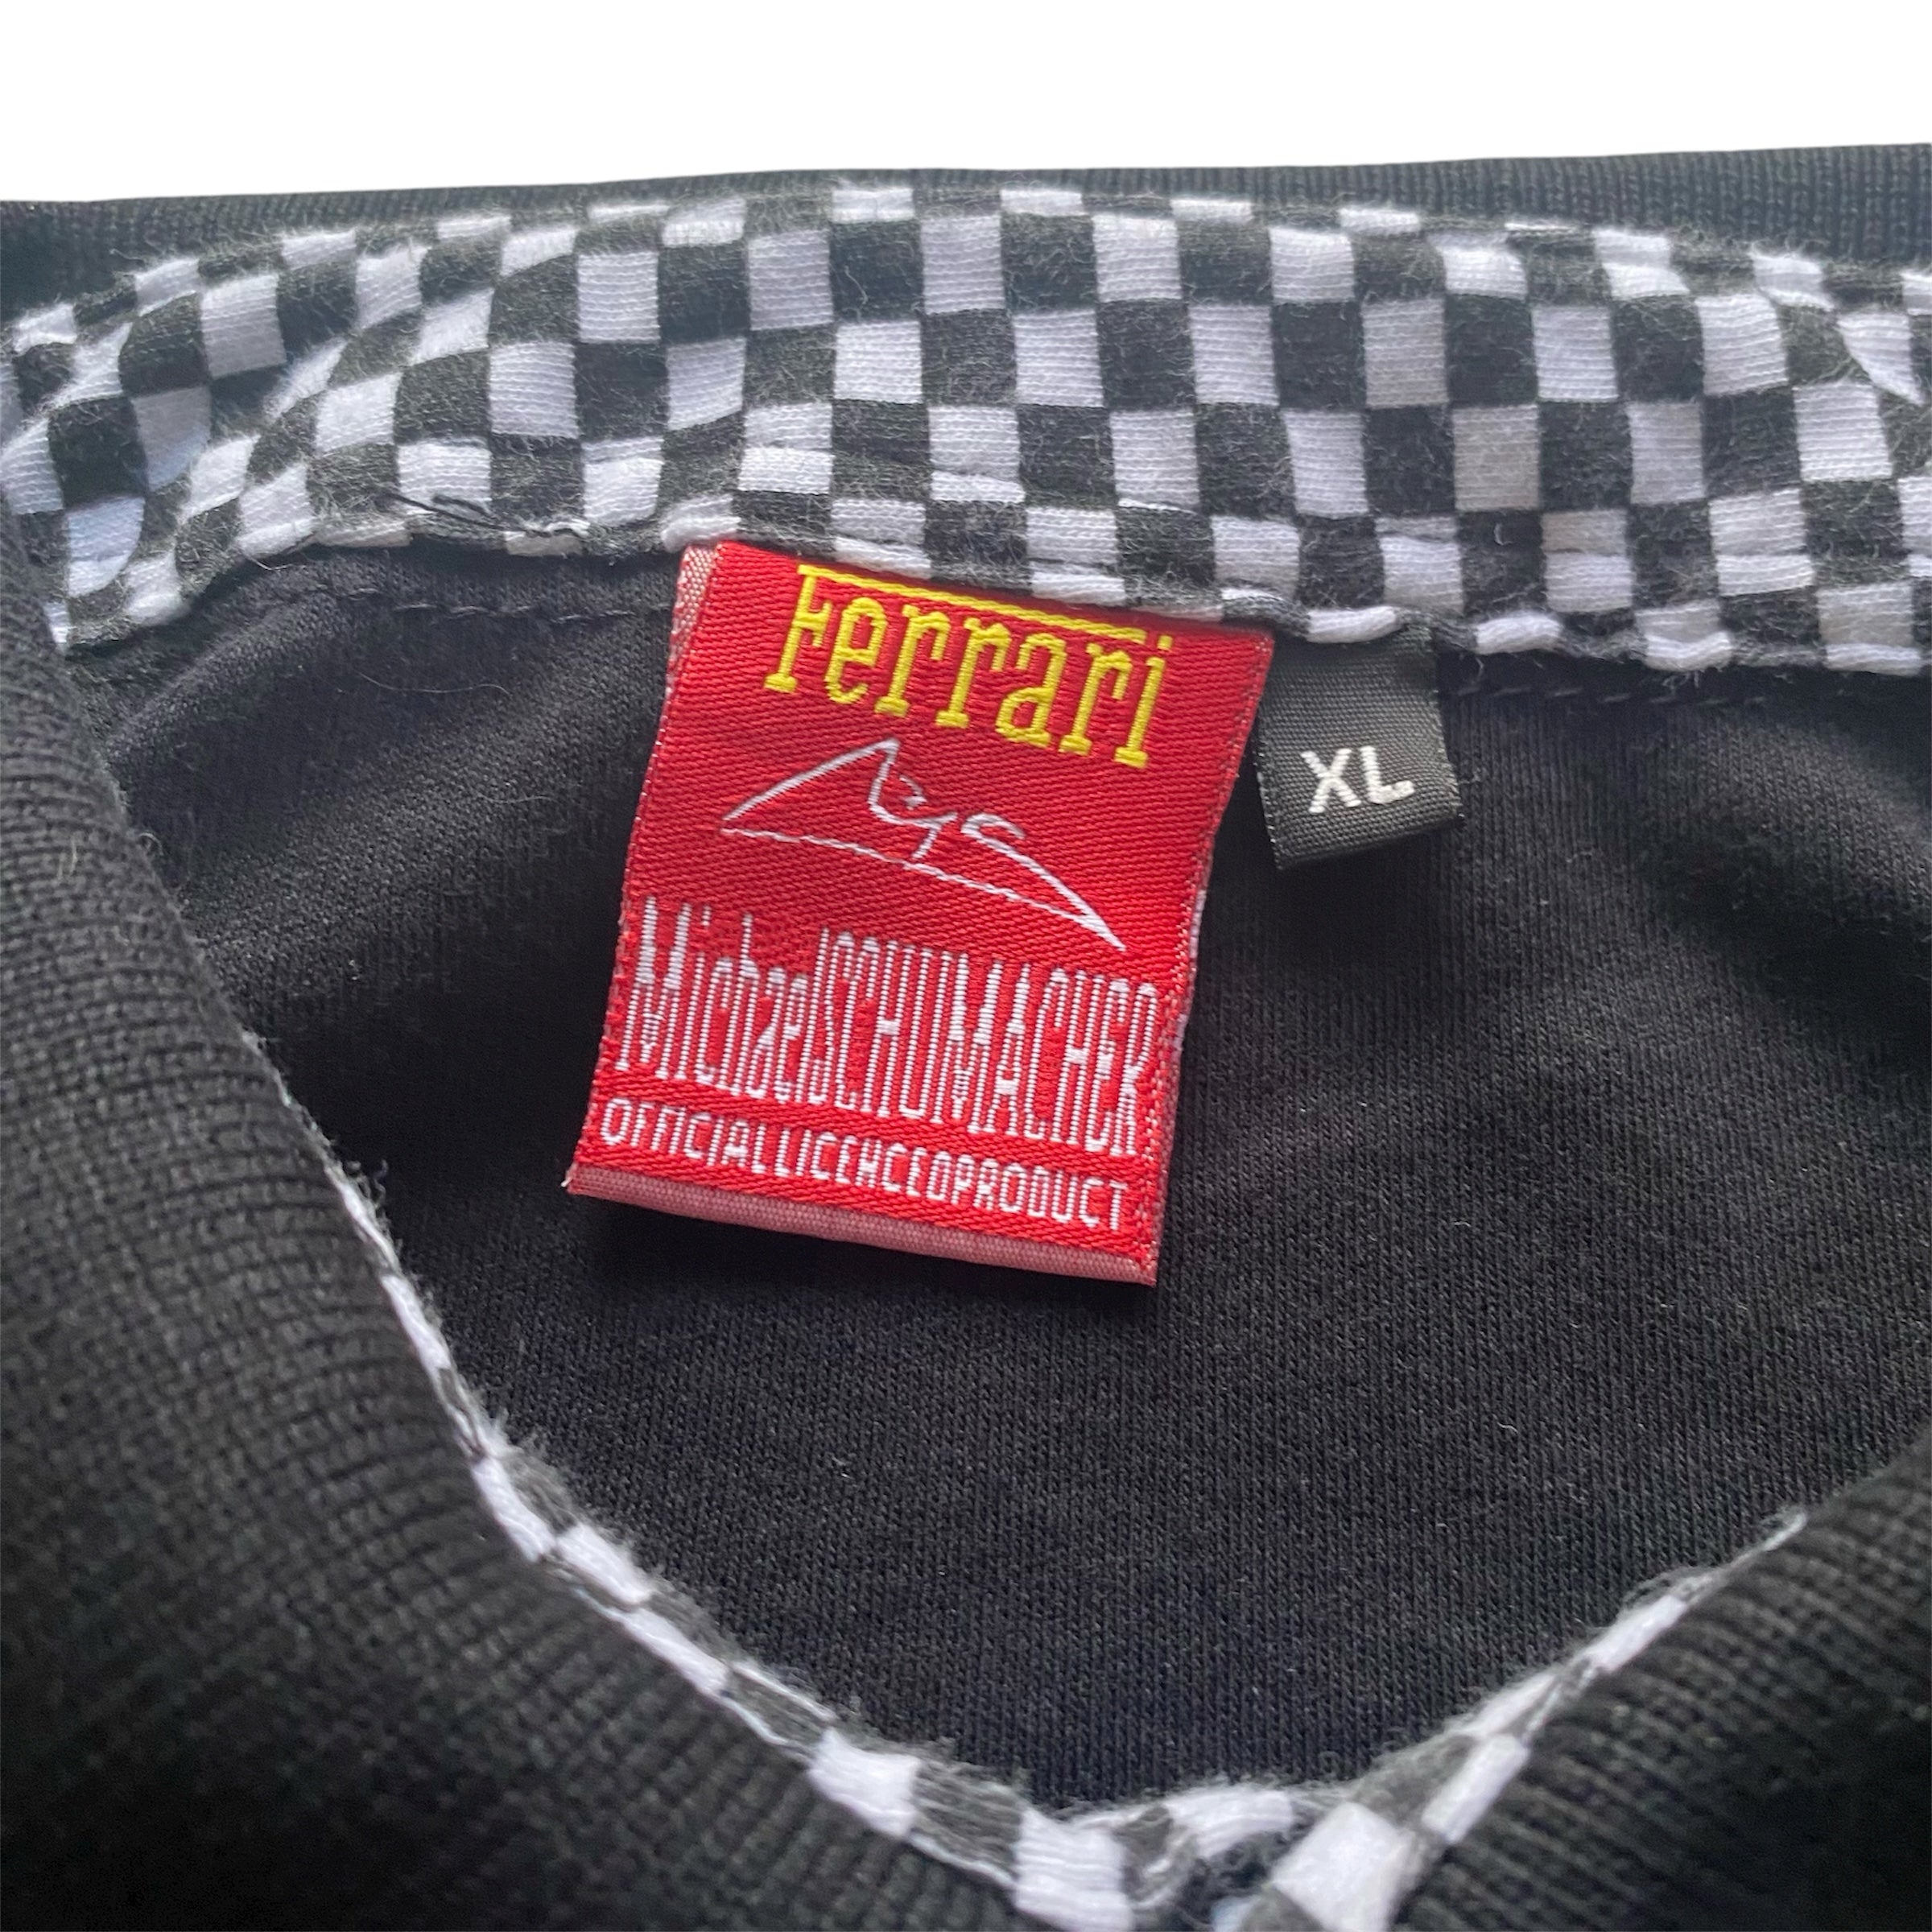 Ferrari
XL
MichaelSCHUMACHER
OFFICIALLICENCEDPRODUCT